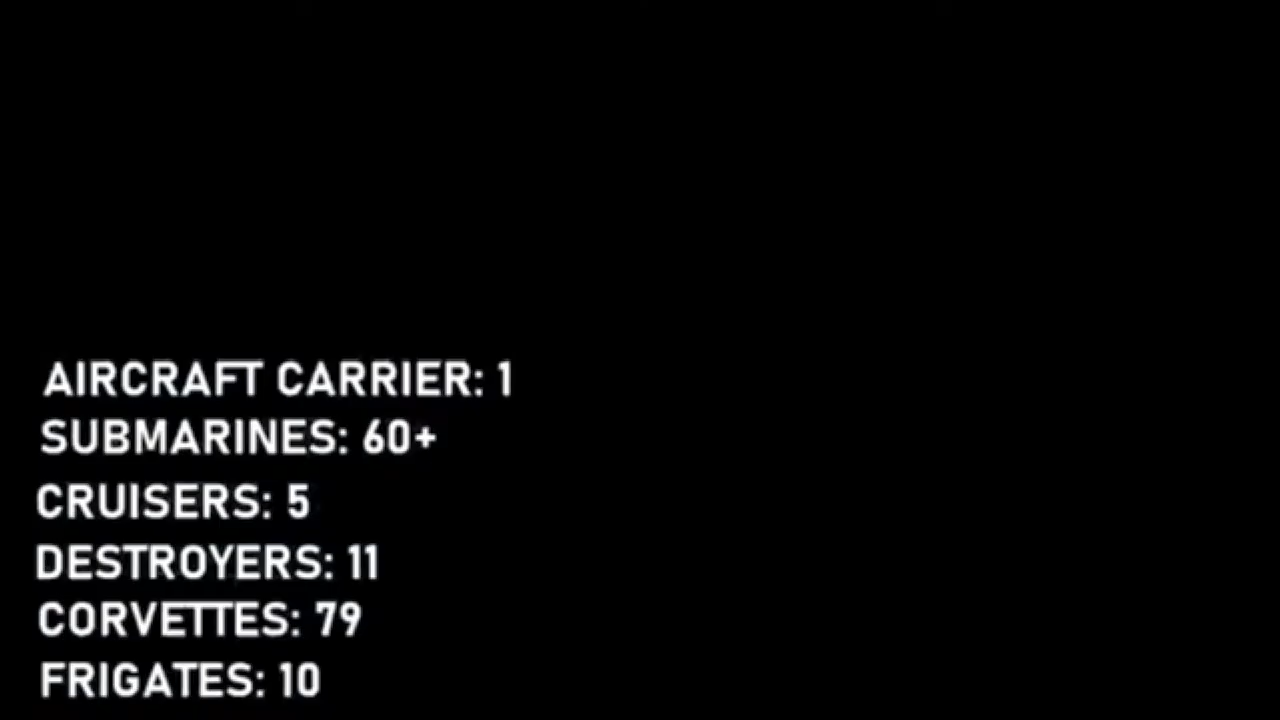 AIRCRAFT CARRIER: 1
SUBMARINES: 60+
CRUISERS: 5
DESTROYERS: 11
CORVETTES: 79
FRIGATES: 10